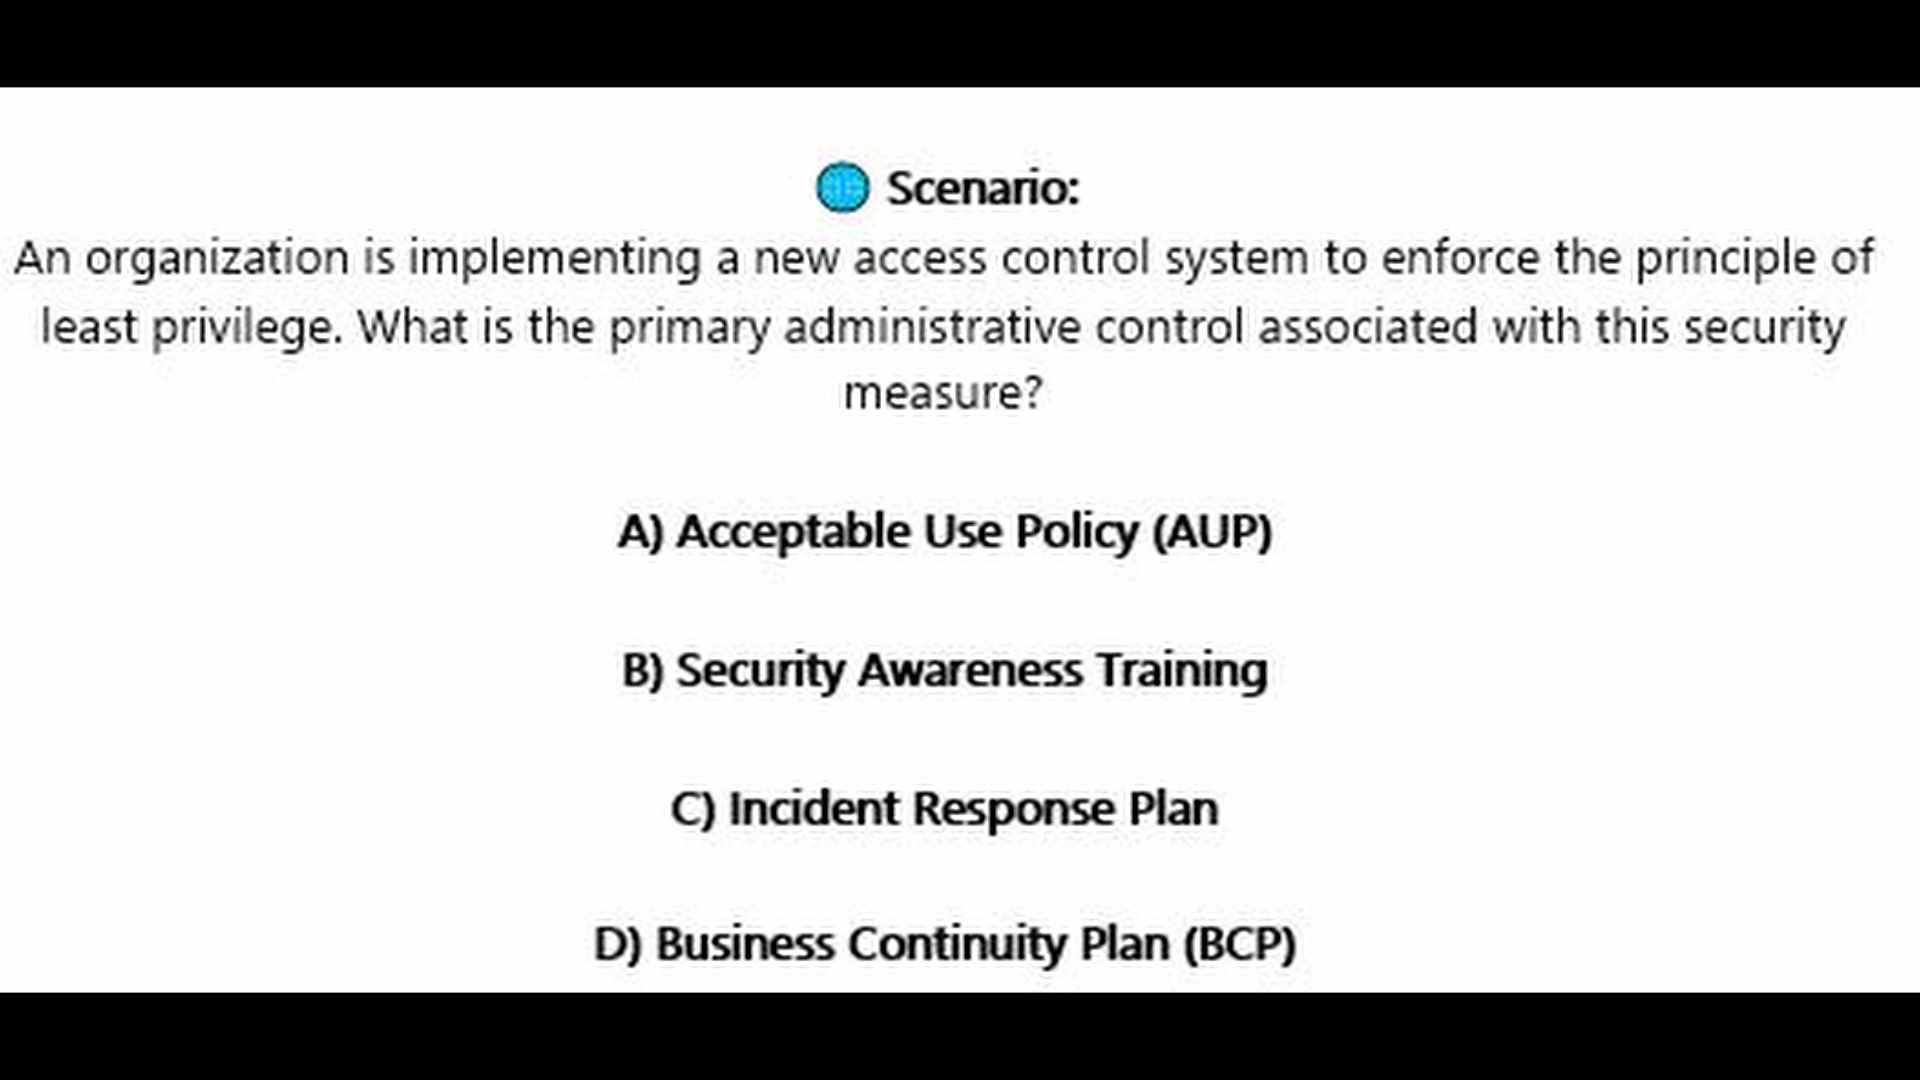 Scenario:
An organization is implementing a new access control system to enforce the principle of
least privilege. What is the primary administrative control associated with this security
measure?
A) Acceptable Use Policy (AUP)
B) Security Awareness Training
C) Incident Response Plan
D) Business Continuity Plan (BCP)